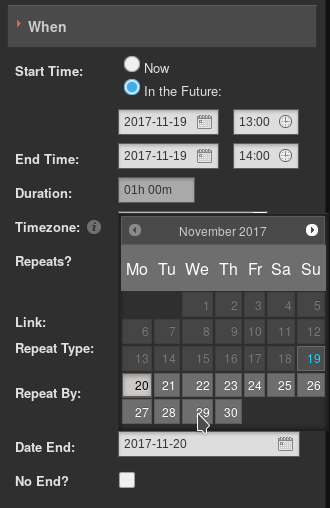 When
Start Time: Now
In the Future:
2017-11-19 13:00
End Time: 2017-11-19 14:00
Duration: 01h 00m
Timezone: i
November 2017
Repeats?
Mo Tu We Th Fr Sa Su
1 2 3 4 5
Link: 6 7 8 9 10 11 12
Repeat Type: 13 14 15 16 17 18 19
Repeat By: 20 21 22 23 24 25 26
27 28 29 30
Date End: 2017-11-20
No End?